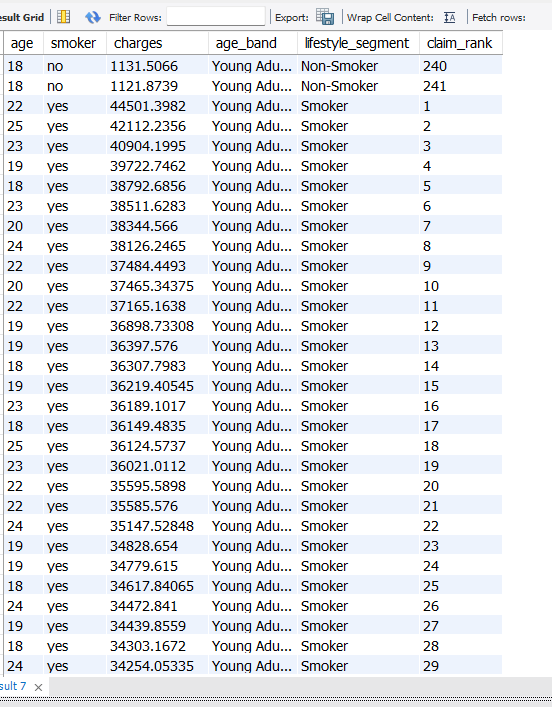 esult Grid Filter Rows: Export: Wrap Cell Content: Fetch rows:
age smoker charges age_band lifestyle_segment claim_rank
18 no 1131.5066 Young Adu... Non-Smoker 240
18 no 1121.8739 Young Adu... Non-Smoker 241
22 yes 44501.3982 Young Adu... Smoker 1
25 yes 42112.2356 Young Adu... Smoker 2
23 yes 40904.1995 Young Adu... Smoker 3
19 yes 39722.7462 Young Adu... Smoker 4
18 yes 38792.6856 Young Adu... Smoker 5
23 yes 38511.6283 Young Adu... Smoker 6
20 yes 38344.566 Young Adu... Smoker 7
24 yes 38126.2465 Young Adu... Smoker 8
22 yes 37484.4493 Young Adu... Smoker 9
20 yes 37465.34375 Young Adu... Smoker 10
22 yes 37165.1638 Young Adu... Smoker 11
19 yes 36898.73308 Young Adu... Smoker 12
19 yes 36397.576 Young Adu... Smoker 13
18 yes 36307.7983 Young Adu... Smoker 14
19 yes 36219.40545 Young Adu... Smoker 15
23 yes 36189.1017 Young Adu... Smoker 16
18 yes 36149.4835 Young Adu... Smoker 17
25 yes 36124.5737 Young Adu... Smoker 18
23 yes 36021.0112 Young Adu... Smoker 19
22 yes 35595.5898 Young Adu... Smoker 20
22 yes 35585.576 Young Adu... Smoker 21
24 yes 35147.52848 Young Adu... Smoker 22
19 yes 34828.654 Young Adu... Smoker 23
19 yes 34779.615 Young Adu... Smoker 24
18 yes 34617.84065 Young Adu... Smoker 25
24 yes 34472.841 Young Adu... Smoker 26
19 yes 34439.8559 Young Adu... Smoker 27
18 yes 34303.1672 Young Adu... Smoker 28
24 yes 34254.05335 Young Adu... Smoker 29
sult 7